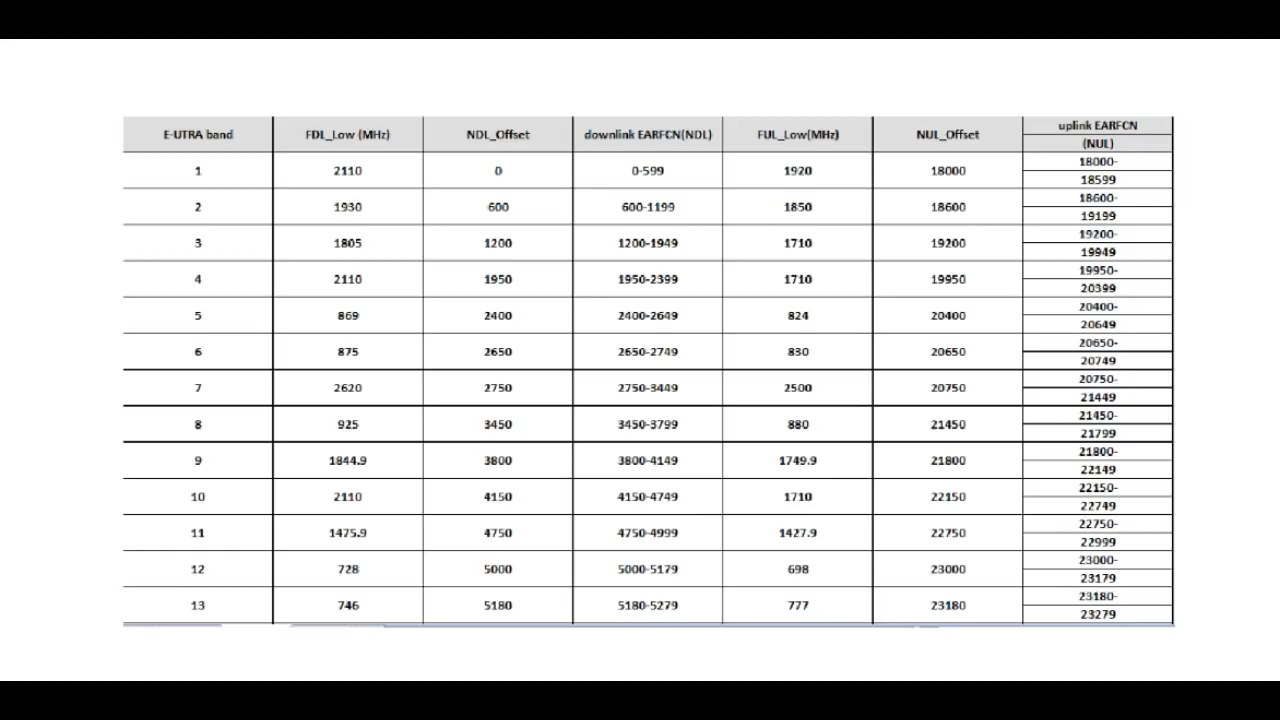 E-UTRA band FDL_Low (MHz) NDL_Offset downlink EARFCN(NDL) FUL_Low(MHz) NUL_Offset uplink EARFCN
(NUL)
1 2110 0 0-599 1920 18000 18000-
18599
2 1930 600 600-1199 1850 18600 18600-
19199
3 1805 1200 1200-1949 1710 19200 19200-
19949
4 2110 1950 1950-2399 1710 19950 19950-
20399
5 869 2400 2400-2649 824 20400 20400-
20649
6 875 2650 2650-2749 830 20650 20650-
20749
7 2620 2750 2750-3449 2500 20750 20750-
21449
8 925 3450 3450-3799 880 21450 21450-
21799
9 1844.9 3800 3800-4149 1749.9 21800 21800-
22149
10 2110 4150 4150-4749 1710 22150 22150-
22749
11 1475.9 4750 4750-4999 1427.9 22750 22750-
22999
12 728 5000 5000-5179 698 23000 23000-
23179
13 746 5180 5180-5279 777 23180 23180-
23279